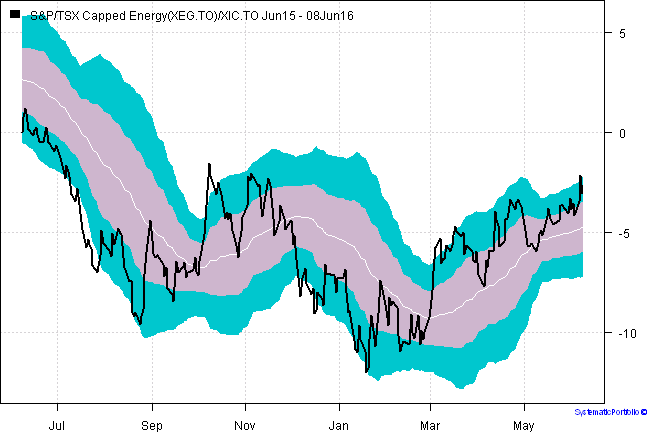 S&P/TSX Capped Energy(XEG.TO)/XIC.TO Jun15 - 08Jun16
5
0
-5
-10
Jul Sep Nov Jan Mar May
SystematicPortfolio ©